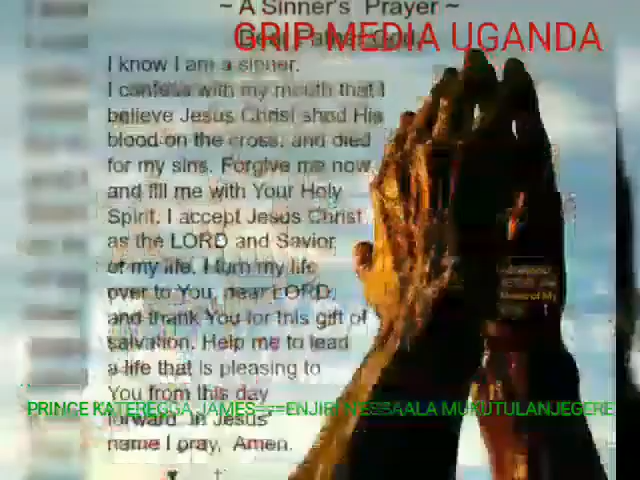 ~ A Sinner's Prayer ~
GRIP MEDIA UGANDA
I know I am a sinner.
I confess with my mouth that I
believe Jesus Christ shed His
blood on the cross, and died
for my sins. Forgive me now
and fill me with Your Holy
Spirit. I accept Jesus Christ
as the LORD and Savior
of my life. I turn my life
over to You, dear LORD,
and thank You for this gift of
salvation. Help me to lead
a life that is pleasing to
You from this day
PRINCE KATEREGGA JAMES===ENJIRI N'ESSAALA MUKUTULANJEGERE
forward. In Jesus'
name I pray, Amen.